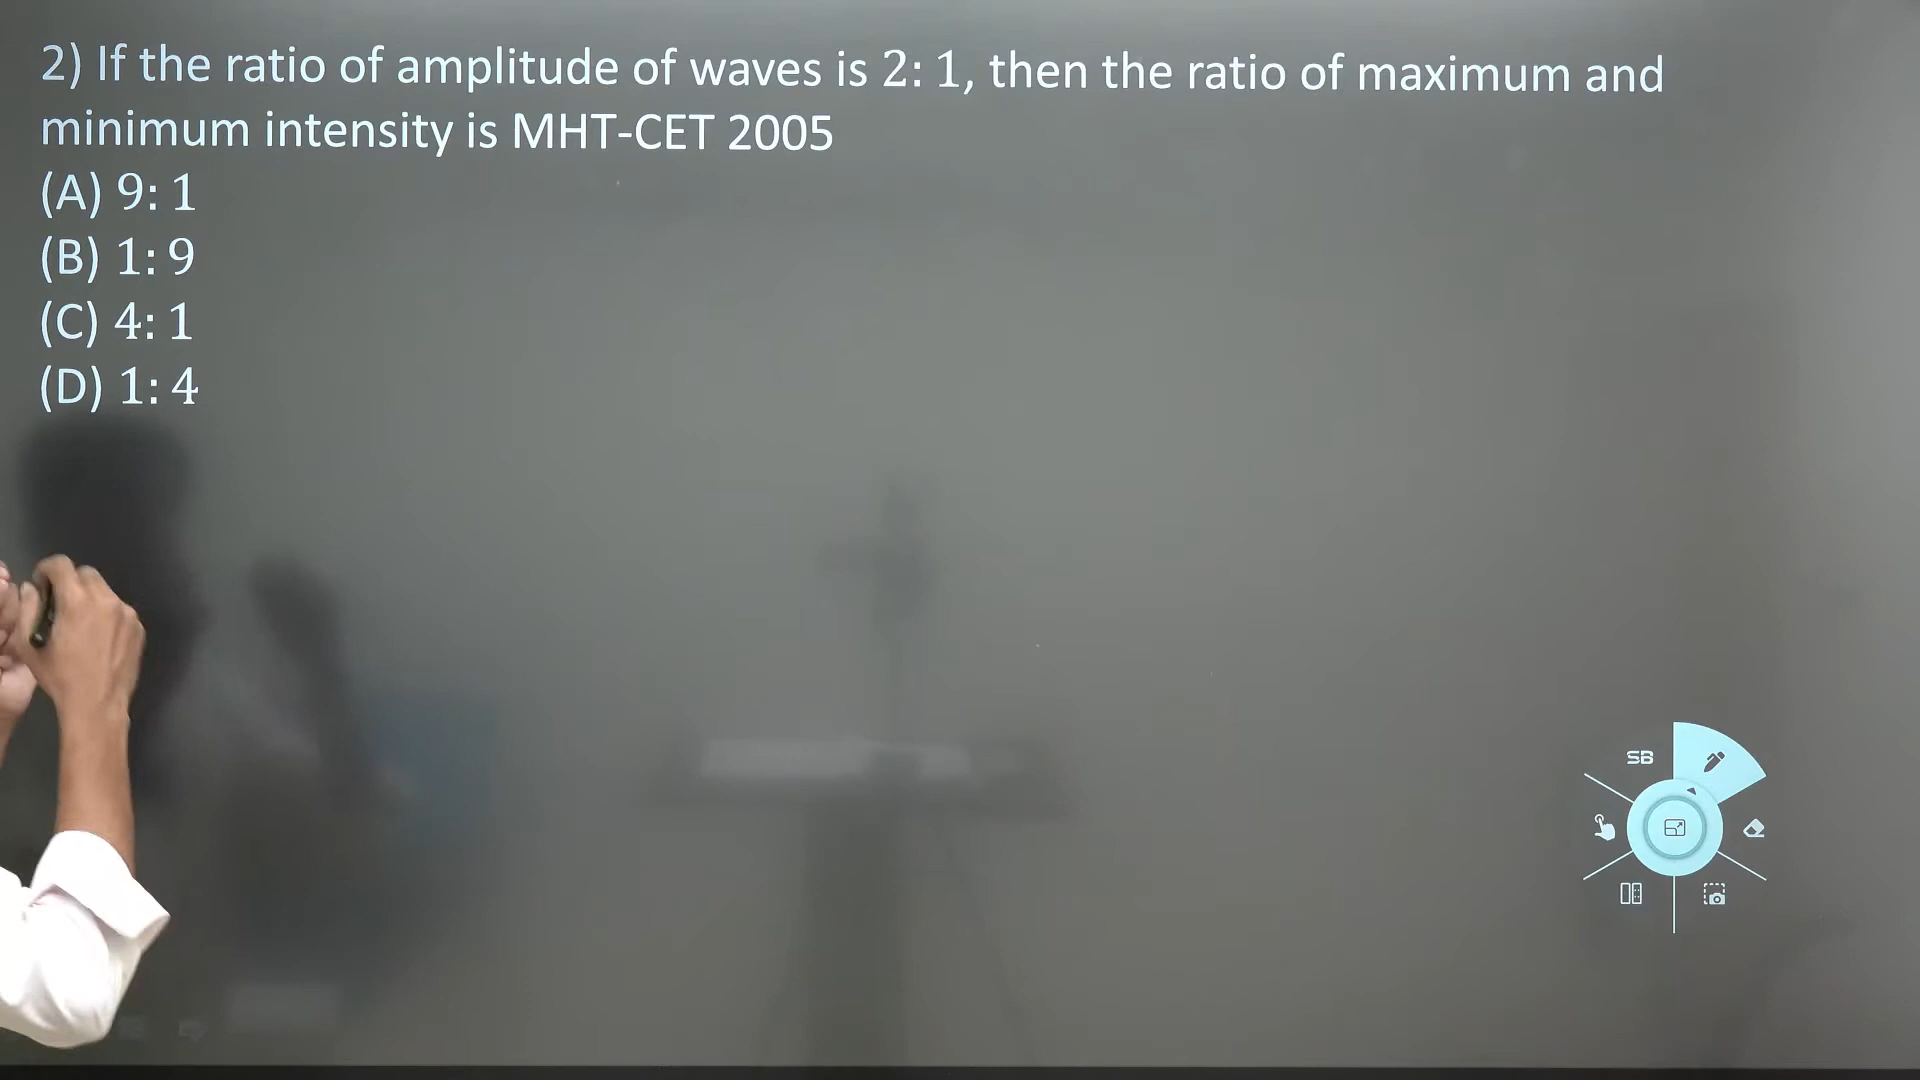 2) If the ratio of amplitude of waves is 2: 1, then the ratio of maximum and
minimum intensity is MHT-CET 2005
(A) 9: 1
(B) 1: 9
(C) 4: 1
(D) 1: 4
SB